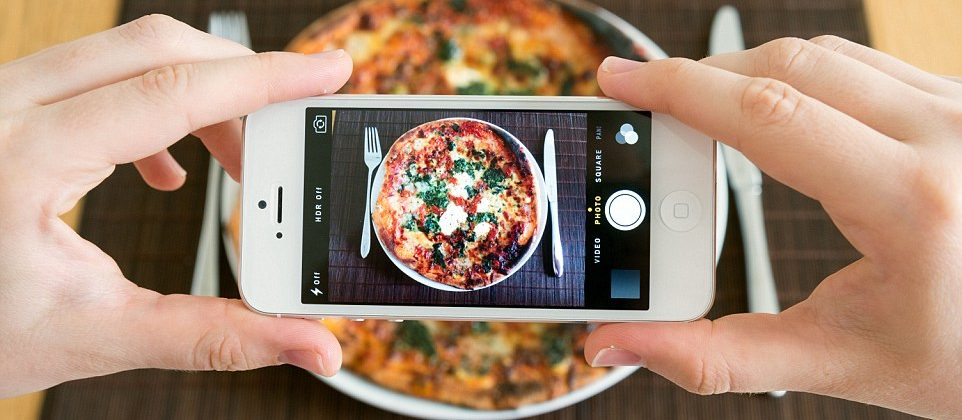 HDR Off
Off
VIDEO
PHOTO
SQUARE
PANO